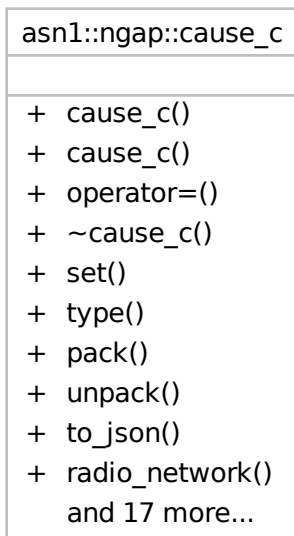 asn1::ngap::cause_c
+ cause_c()
+ cause_c()
+ operator=()
+ ~cause_c()
+ set()
+ type()
+ pack()
+ unpack()
+ to_json()
+ radio_network()
and 17 more...